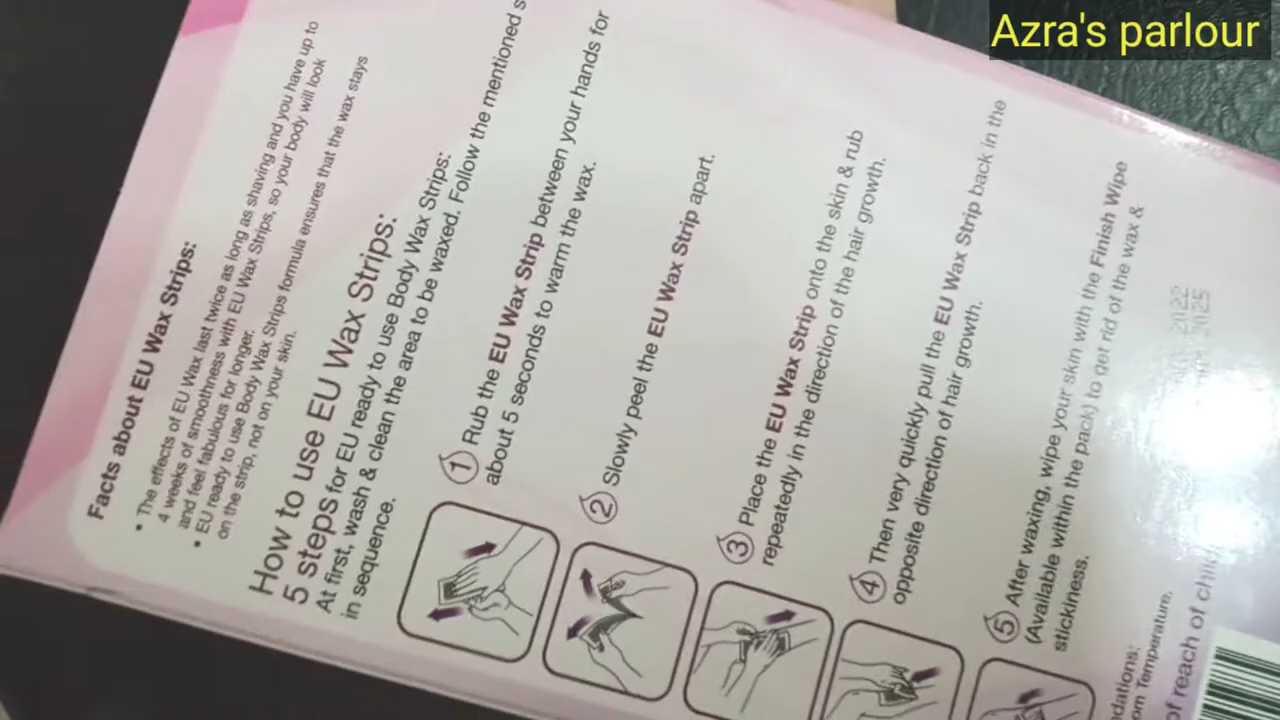 Azra's parlour
Facts about EU Wax Strips:
• The effects of EU Wax last twice as long as shaving and you have up to
4 weeks of smoothness with EU Wax Strips, so your body will look
and feel fabulous for longer.
• EU ready to use Body Wax Strips formula ensures that the wax stays
on the strip, not on your skin.
How to use EU Wax Strips:
5 steps for EU ready to use Body Wax Strips:
At first, wash & clean the area to be waxed. Follow the mentioned s
in sequence.
1 Rub the EU Wax Strip between your hands for
about 5 seconds to warm the wax.
2 Slowly peel the EU Wax Strip apart.
3 Place the EU Wax Strip onto the skin & rub
repeatedly in the direction of the hair growth.
4 Then very quickly pull the EU Wax Strip back in the
opposite direction of hair growth.
5 After waxing, wipe your skin with the Finish Wipe
(Available within the pack) to get rid of the wax &
stickiness.
dations:
om Temperature.
of reach of chil
2022
2025